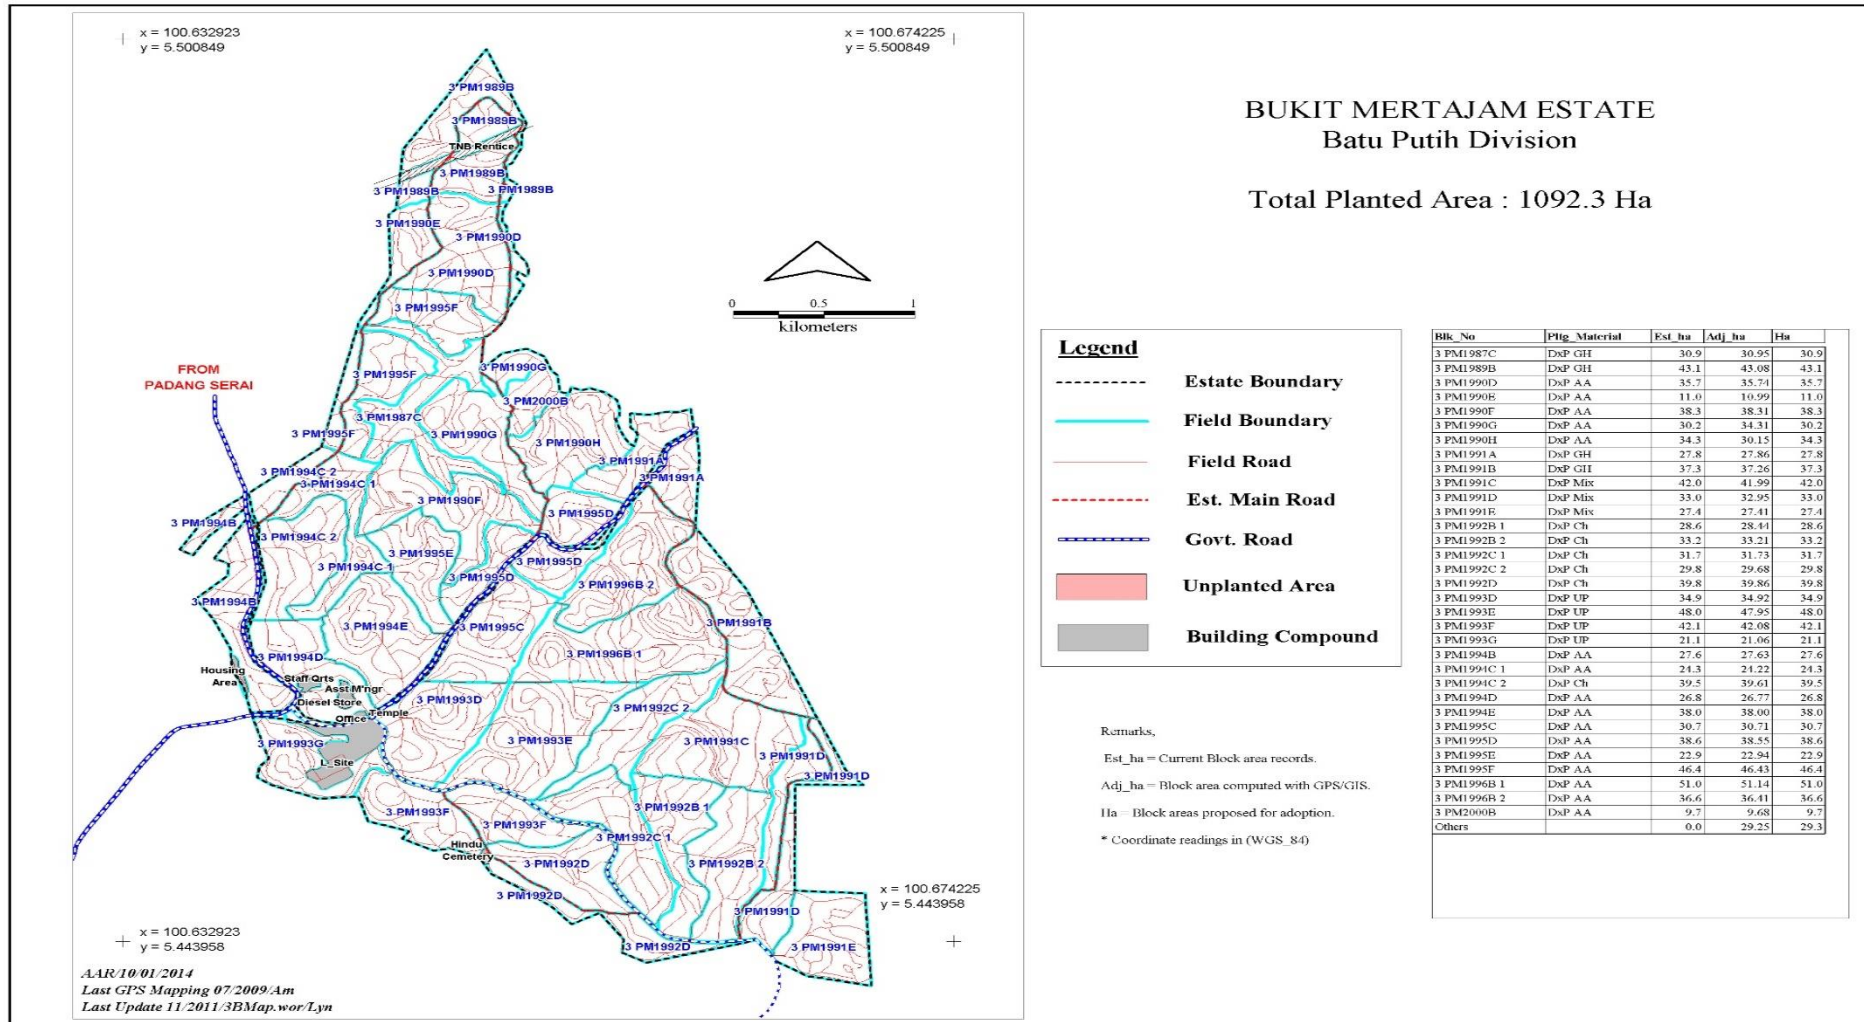 x = 100.632923
y = 5.500849
x = 100.674225
y = 5.500849
3 PM1989B
3 PM1989B
TNB Rentice
3 PM1989B
3 PM1989B
3 PM1989B
3 PM1990E
3 PM1990D
3 PM1990D
3 PM1995F
0 0.5 1
kilometers
FROM
PADANG SERAI
3 PM1990G
3 PM1995F
3 PM2000B
3 PM1987C
3 PM1995F
3 PM1990G
3 PM1990H
3 PM1991A
3 PM1994C 2
3 PM1994C 1
3 PM1991A
3 PM1990F
3 PM1995D
3 PM1994B
3 PM1994C 2
3 PM1995E
3 PM1994C 1
3 PM1995D
3 PM1995D
3 PM1996B 2
3 PM1994B
3 PM1994E
3 PM1995C
3 PM1991B
3 PM1994D
3 PM1996B 1
Housing
Area
Staff Qrts
Asst M'ngr
Diesel Store
3 PM1993D
Temple
Office
3 PM1992C 2
3 PM1993G
3 PM1993E
3 PM1991C
L_Site
3 PM1991D
3 PM1991D
3 PM1993F
3 PM1993F
3 PM1992B 1
3 PM1992C 1
Hindu
Cemetery
3 PM1992D
3 PM1992B 2
3 PM1992D
3 PM1991D
3 PM1992D
3 PM1991E
x = 100.674225
y = 5.443958
x = 100.632923
y = 5.443958
AAR/10/01/2014
Last GPS Mapping 07/2009/Am
Last Update 11/2011/3BMap.wor/Lyn
BUKIT MERTAJAM ESTATE
Batu Putih Division
Total Planted Area : 1092.3 Ha
Legend
Estate Boundary
Field Boundary
Field Road
Est. Main Road
Govt. Road
Unplanted Area
Building Compound
Remarks,
Est_ha = Current Block area records.
Adj_ha = Block area computed with GPS/GIS.
Ha = Block areas proposed for adoption.
* Coordinate readings in (WGS_84)
Blk_No Pltg_Material Est_ha Adj_ha Ha
3 PM1987C DxP GH 30.9 30.95 30.9
3 PM1989B DxP GH 43.1 43.08 43.1
3 PM1990D DxP AA 35.7 35.74 35.7
3 PM1990E DxP AA 11.0 10.99 11.0
3 PM1990F DxP AA 38.3 38.31 38.3
3 PM1990G DxP AA 30.2 34.31 30.2
3 PM1990H DxP AA 34.3 30.15 34.3
3 PM1991A DxP GH 27.8 27.86 27.8
3 PM1991B DxP GH 37.3 37.26 37.3
3 PM1991C DxP Mix 42.0 41.99 42.0
3 PM1991D DxP Mix 33.0 32.95 33.0
3 PM1991E DxP Mix 27.4 27.41 27.4
3 PM1992B 1 DxP Ch 28.6 28.44 28.6
3 PM1992B 2 DxP Ch 33.2 33.21 33.2
3 PM1992C 1 DxP Ch 31.7 31.73 31.7
3 PM1992C 2 DxP Ch 29.8 29.68 29.8
3 PM1992D DxP Ch 39.8 39.86 39.8
3 PM1993D DxP UP 34.9 34.92 34.9
3 PM1993E DxP UP 48.0 47.95 48.0
3 PM1993F DxP UP 42.1 42.08 42.1
3 PM1993G DxP UP 21.1 21.06 21.1
3 PM1994B DxP AA 27.6 27.63 27.6
3 PM1994C 1 DxP AA 24.3 24.22 24.3
3 PM1994C 2 DxP Ch 39.5 39.61 39.5
3 PM1994D DxP AA 26.8 26.77 26.8
3 PM1994E DxP AA 38.0 38.00 38.0
3 PM1995C DxP AA 30.7 30.71 30.7
3 PM1995D DxP AA 38.6 38.55 38.6
3 PM1995E DxP AA 22.9 22.94 22.9
3 PM1995F DxP AA 46.4 46.43 46.4
3 PM1996B 1 DxP AA 51.0 51.14 51.0
3 PM1996B 2 DxP AA 36.6 36.41 36.6
3 PM2000B DxP AA 9.7 9.68 9.7
Others 0.0 29.25 29.3